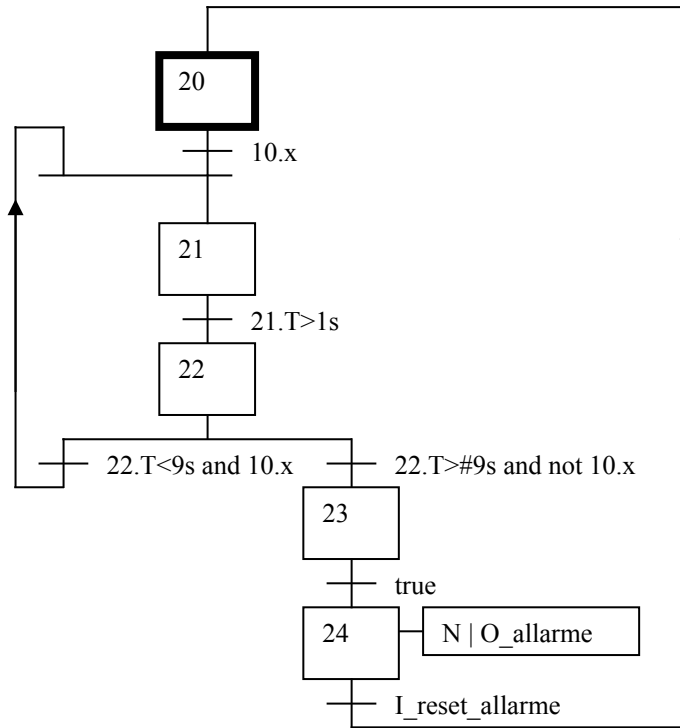 20
10.x
21
21.T>1s
22
22.T<9s and 10.x
22.T>#9s and not 10.x
23
true
24
N | O_allarme
I_reset_allarme